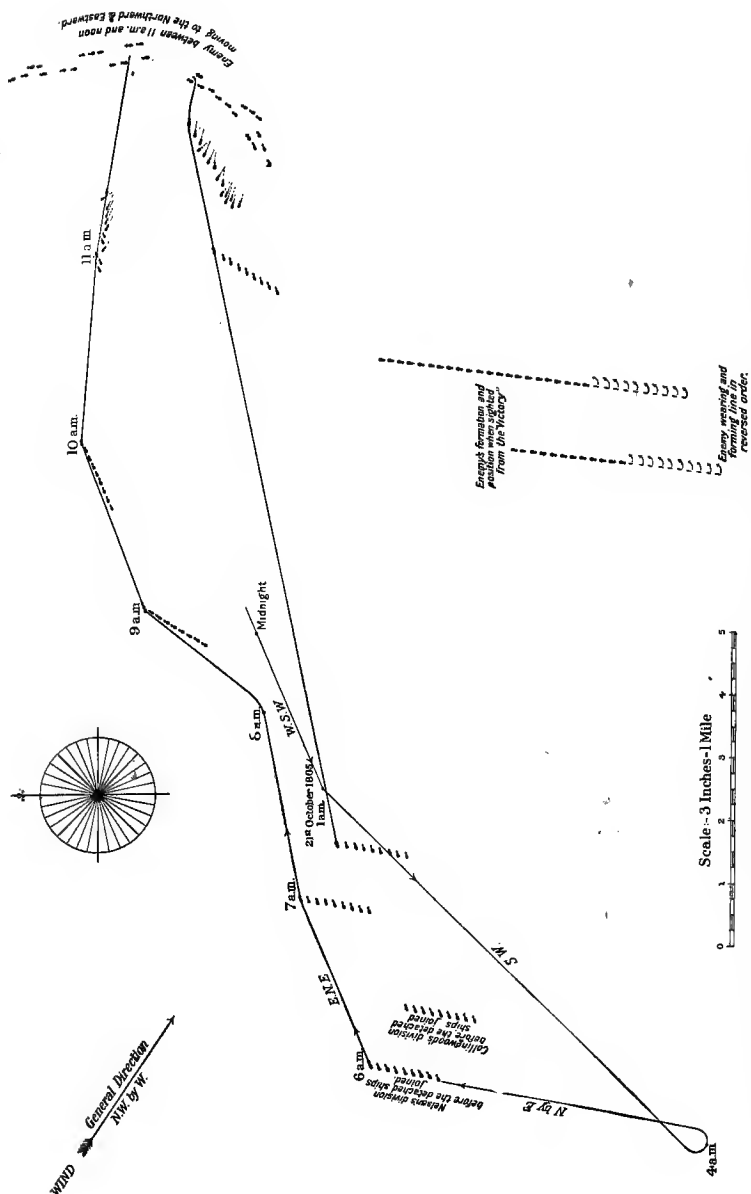 Enemy between 11 a.m. and noon
moving to the Northward & Eastward.
11 a m
10 a.m.
9 a.m
8 a.m.
Midnight
W.S.W
21st October 1805
1 a.m.
7 a.m.
E.N.E
6 a.m.
Nelson's division
before the detached ships
joined.
Collingwood's division
before the detached
ships joined
N by E
S.W.
4 a.m
WIND
General Direction
N.W. by W.
Enemy's formation and
position when sighted
from the "Victory"
Enemy wearing and
forming line in
reversed order.
Scale:- 3 Inches-1 Mile
0 1 2 3 4 5